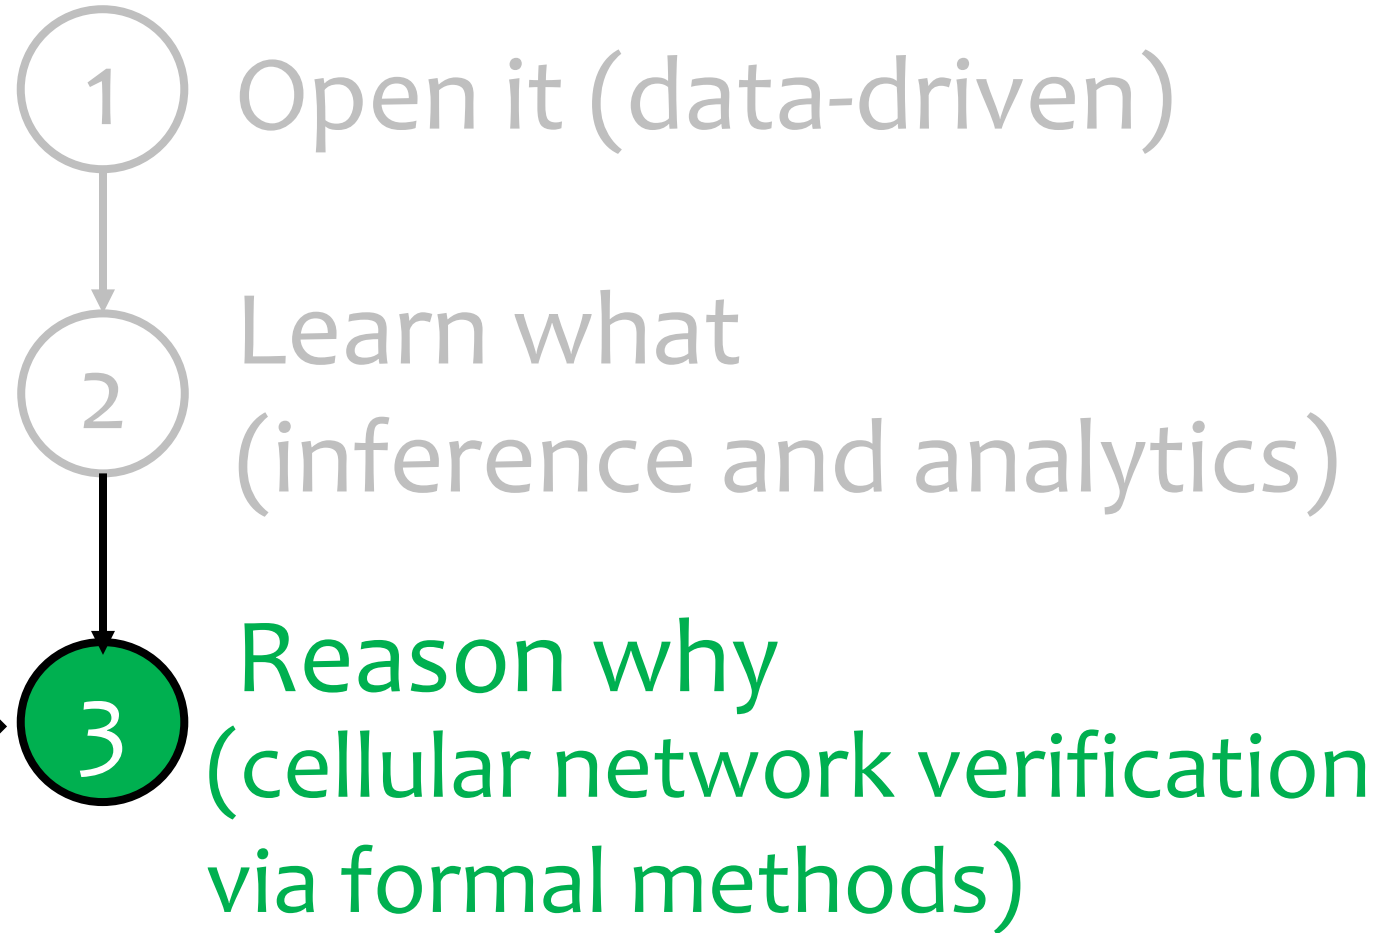 1 Open it (data-driven)
2 Learn what
(inference and analytics)
3 Reason why
(cellular network verification
via formal methods)